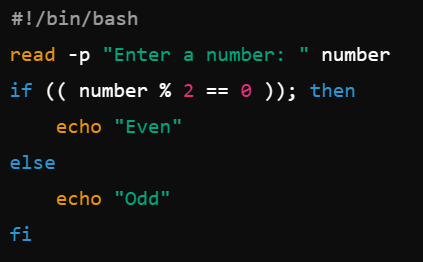 #!/bin/bash
read -p "Enter a number: " number
if (( number % 2 == 0 )); then
    echo "Even"
else
    echo "Odd"
fi